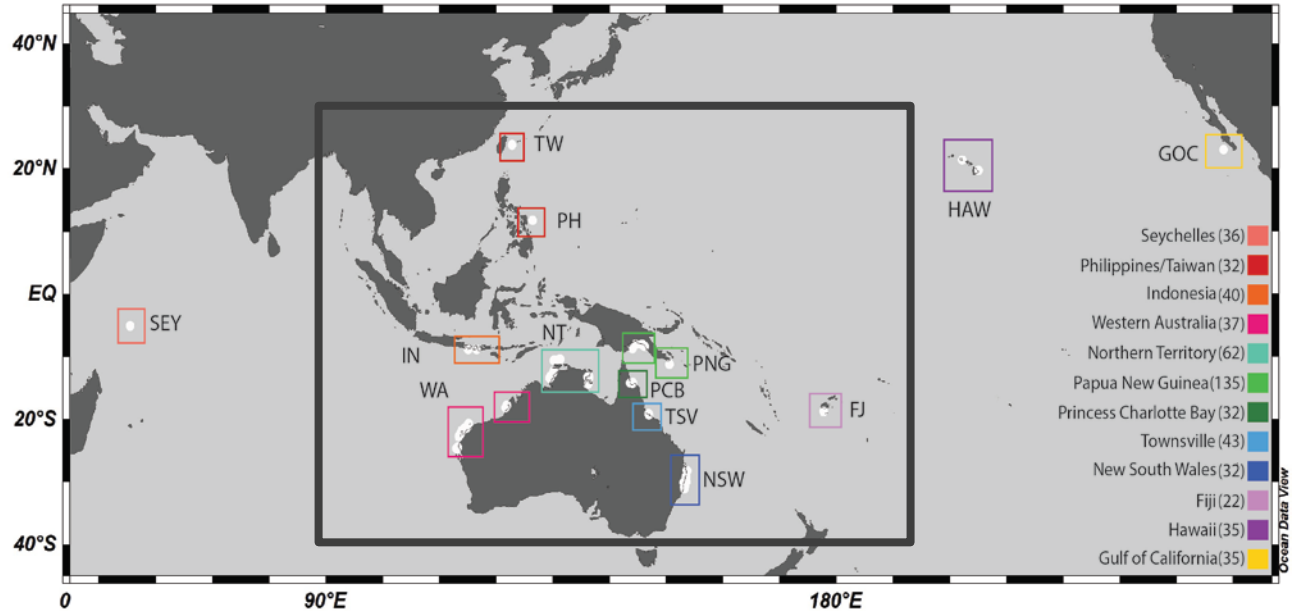 40°N
TW
20°N
GOC
PH
HAW
Seychelles (36)
Philippines/Taiwan (32)
Indonesia(40)
EQ
SEY
NT
Western Australia(37)
IN
Northern Territory(62)
PNG
Papua New Guinea(135)
WA
PCB
Princess Charlotte Bay(32)
20°S
TSV
FJ
Townsville (43)
NSW
New South Wales (32)
Fiji (22)
Hawaii(35)
40°S
Gulf of California(35)
Ocean Data View
0
90°E
180°E